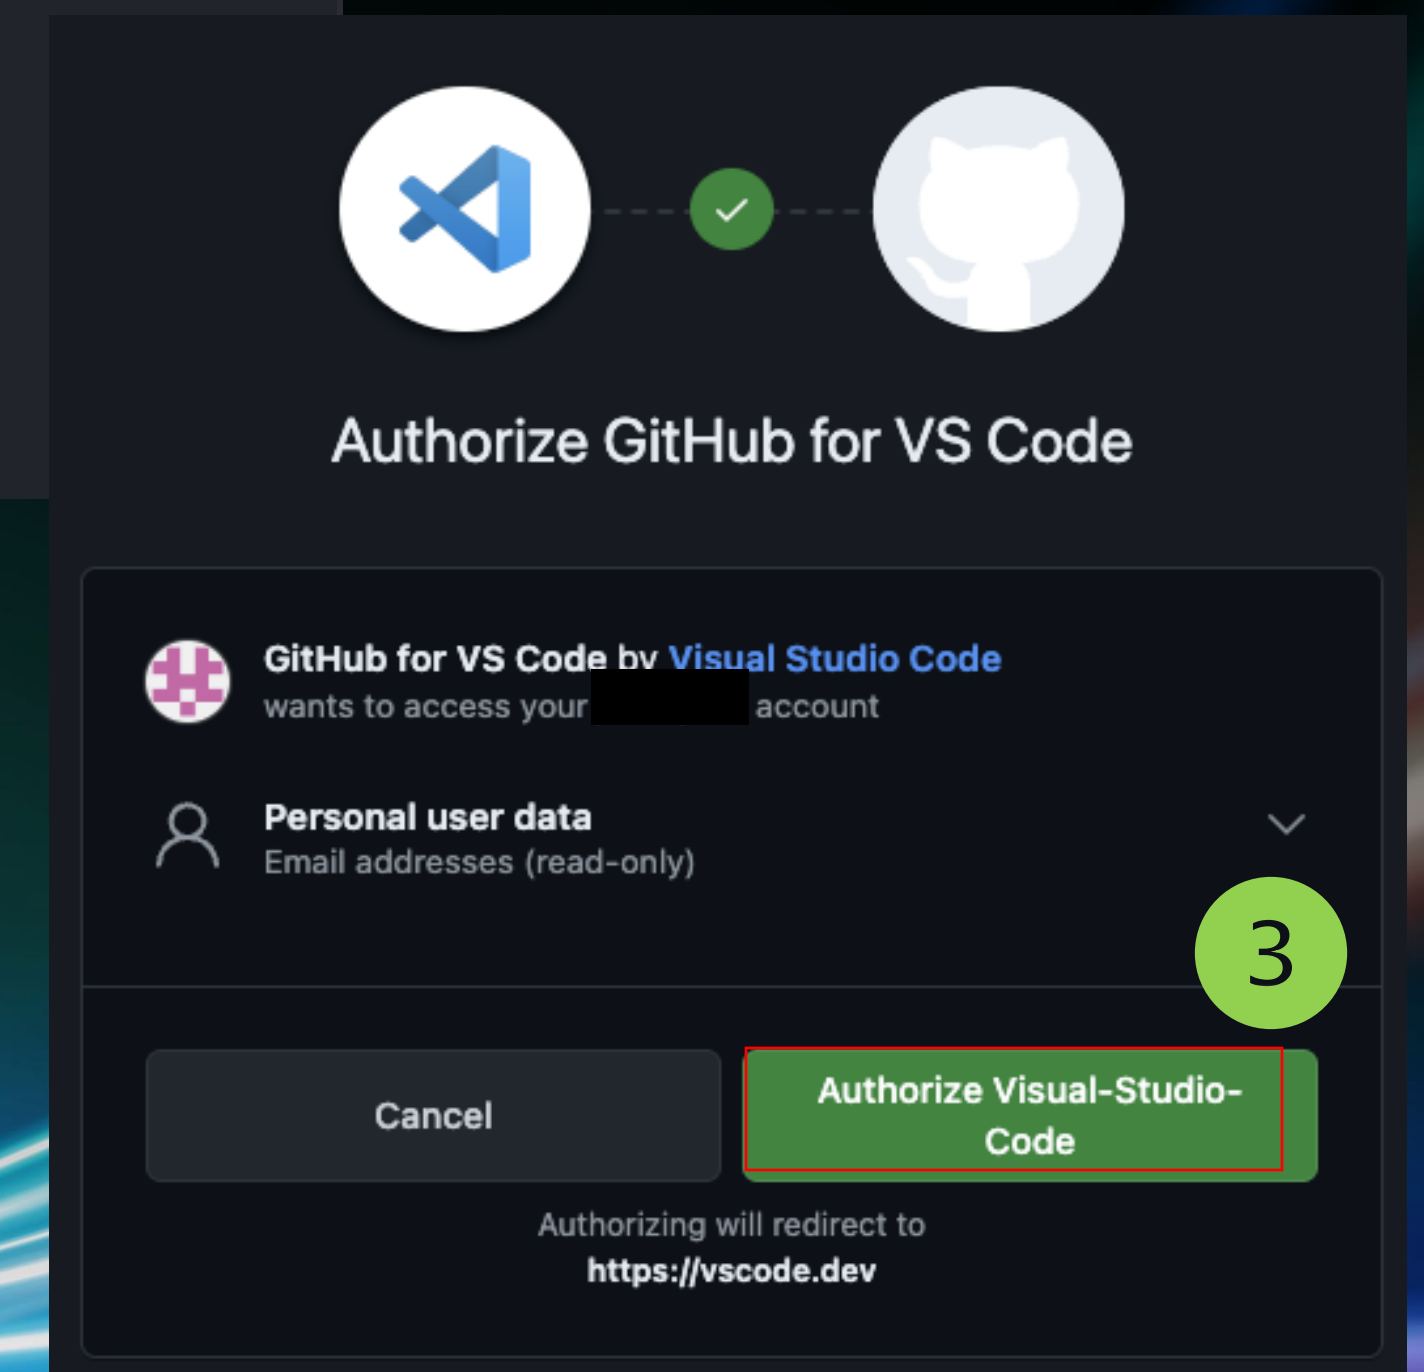 Authorize GitHub for VS Code
GitHub for VS Code by Visual Studio Code
wants to access your account
Personal user data
Email addresses (read-only)
3
Cancel
Authorize Visual-Studio-
Code
Authorizing will redirect to
https://vscode.dev